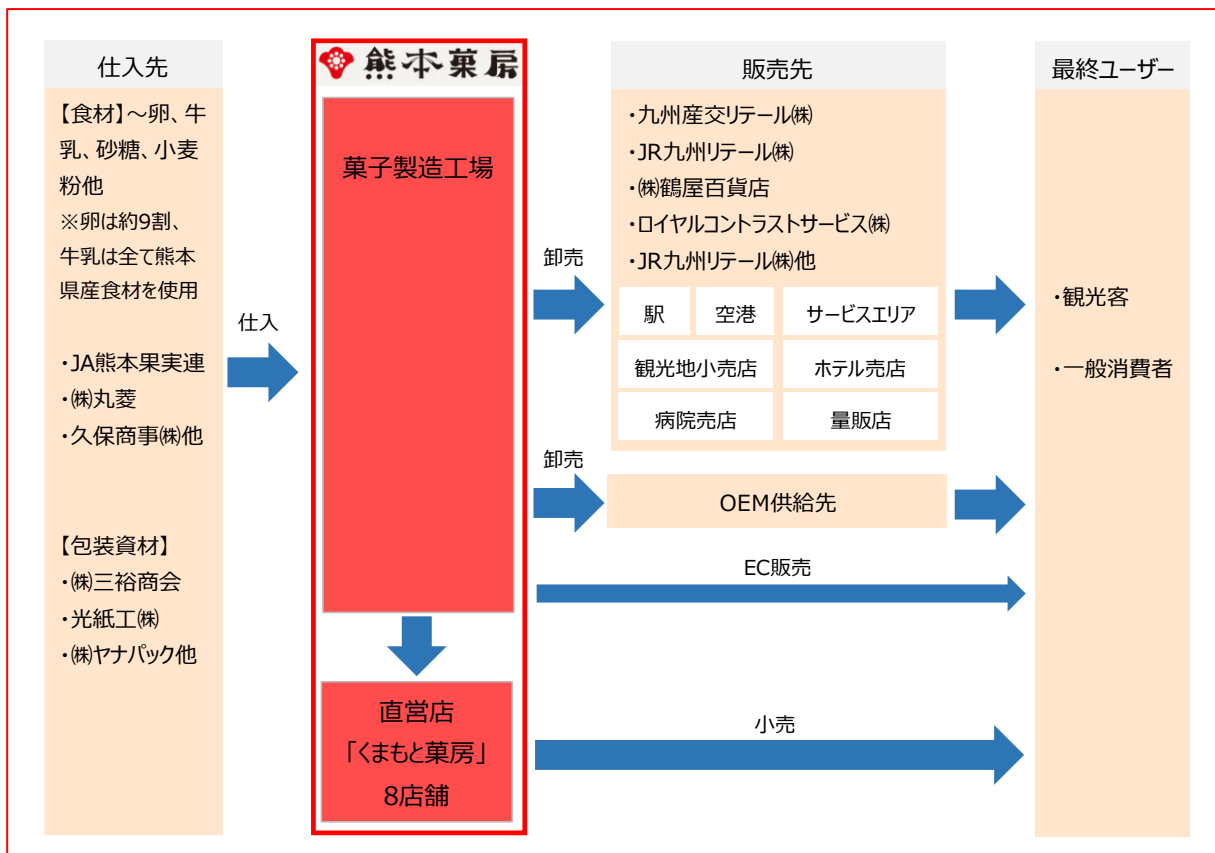 仕入先
【食材】~卵、牛
乳、砂糖、小麦
粉他
※卵は約9割、
牛乳は全て熊本
県産食材を使用
・JA熊本果実連
・㈱丸菱
・久保商事㈱他
【包装資材】
・㈱三裕商会
・光紙工㈱
・㈱ヤナパック他
仕入
熊本菓房
菓子製造工場
直営店
「くまもと菓房」
8店舗
卸売
卸売
EC販売
小売
販売先
・九州産交リテール㈱
・JR九州リテール㈱
・㈱鶴屋百貨店
・ロイヤルコントラストサービス㈱
・JR九州リテール㈱他
駅
空港
サービスエリア
観光地小売店
ホテル売店
病院売店
量販店
OEM供給先
最終ユーザー
・観光客
・一般消費者